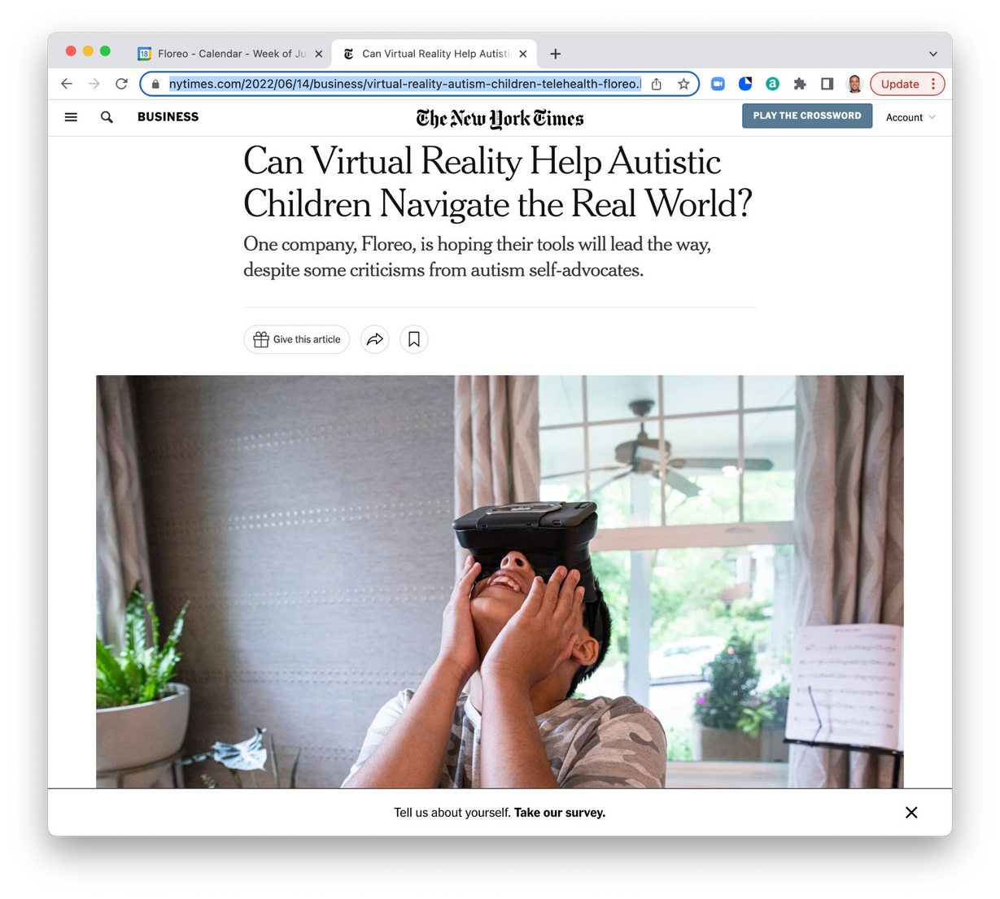 18
Floreo - Calendar - Week of Ju
Can Virtual Reality Help Autisti
nytimes.com/2022/06/14/business/virtual-reality-autism-children-telehealth-floreo.
Update
BUSINESS
The New York Times
PLAY THE CROSSWORD
Account
Can Virtual Reality Help Autistic
Children Navigate the Real World?
One company, Floreo, is hoping their tools will lead the way,
despite some criticisms from autism self-advocates.
Give this article
Tell us about yourself. Take our survey.